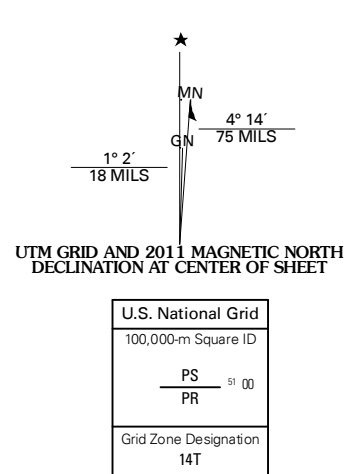 ★
MN
4° 14´
75 MILS
GN
1° 2´
18 MILS
UTM GRID AND 2011 MAGNETIC NORTH
DECLINATION AT CENTER OF SHEET
U.S. National Grid
100,000-m Square ID
PS
51 00
PR
Grid Zone Designation
14T